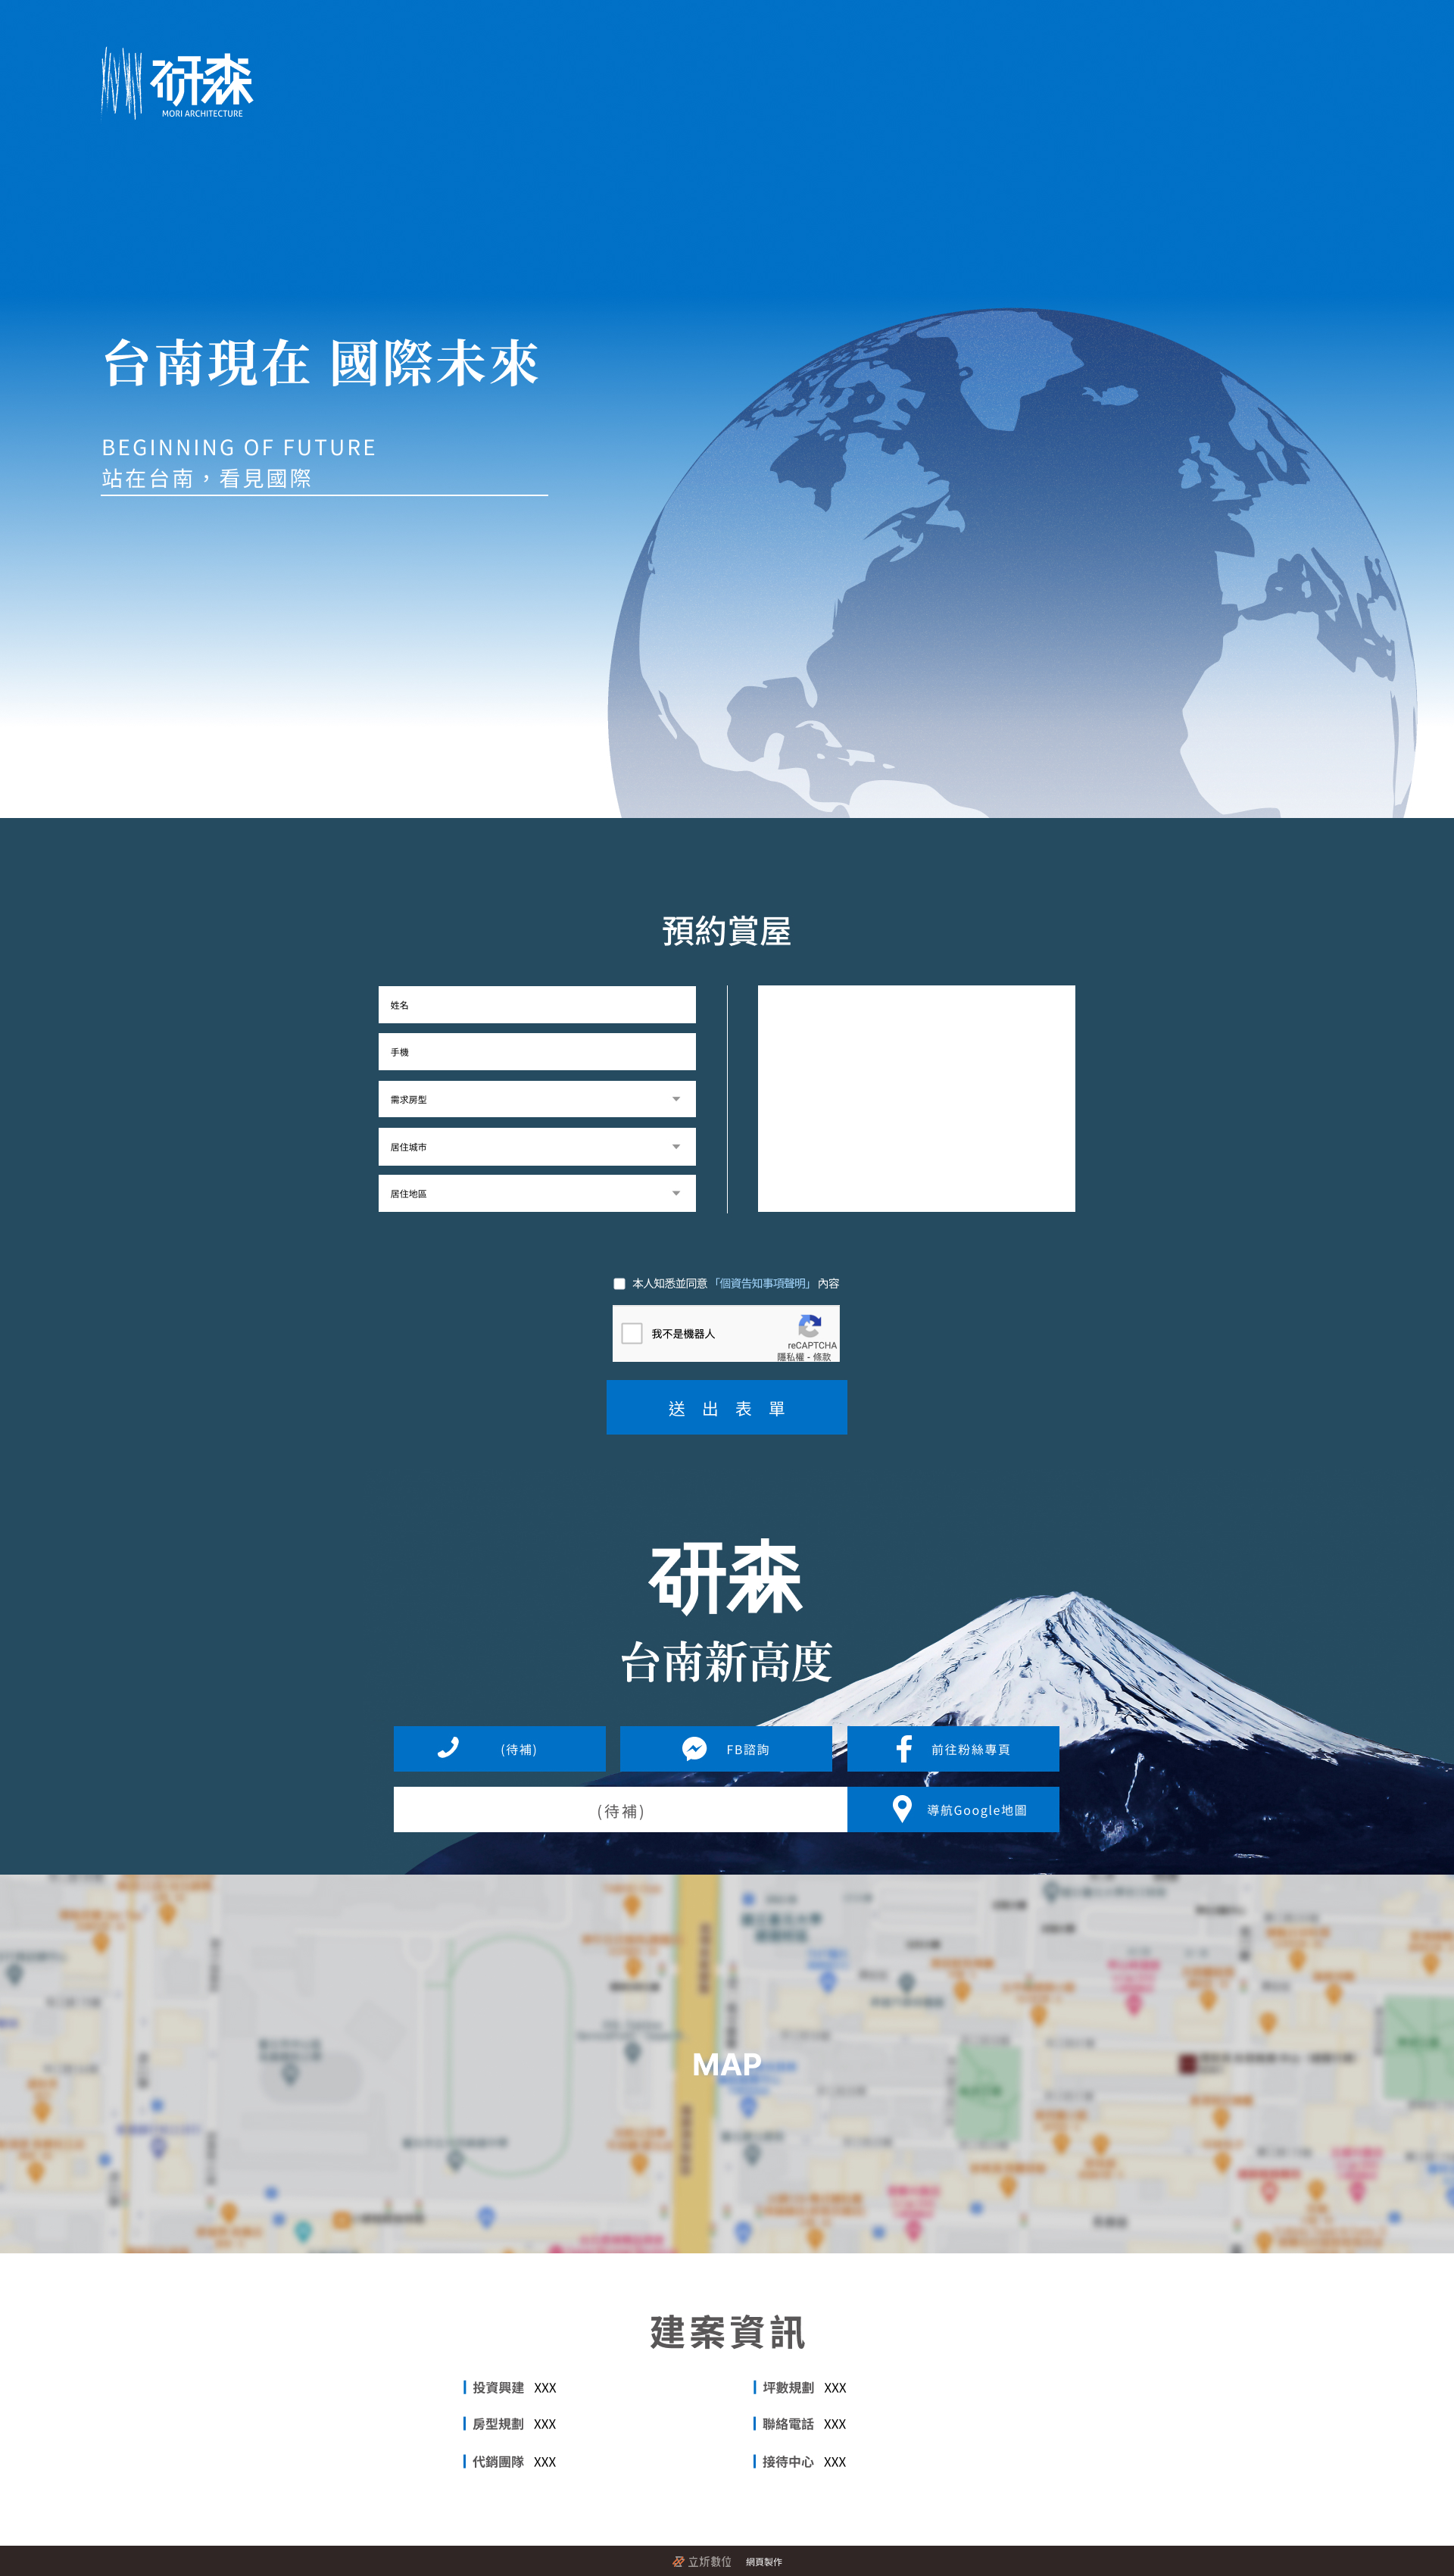 研森
MORI ARCHITECTURE
台南現在 國際未來
BEGINNING OF FUTURE
站在台南，看見國際
預約賞屋
姓名
手機
需求房型
居住城市
居住地區
本人知悉並同意「個資告知事項聲明」內容
我不是機器人
reCAPTCHA
隱私權 - 條款
送出表單
研森
台南新高度
(待補)
FB諮詢
前往粉絲專頁
(待補)
導航Google地圖
MAP
建案資訊
投資興建 XXX
坪數規劃 XXX
房型規劃 XXX
聯絡電話 XXX
代銷團隊 XXX
接待中心 XXX
立炘數位 網頁製作